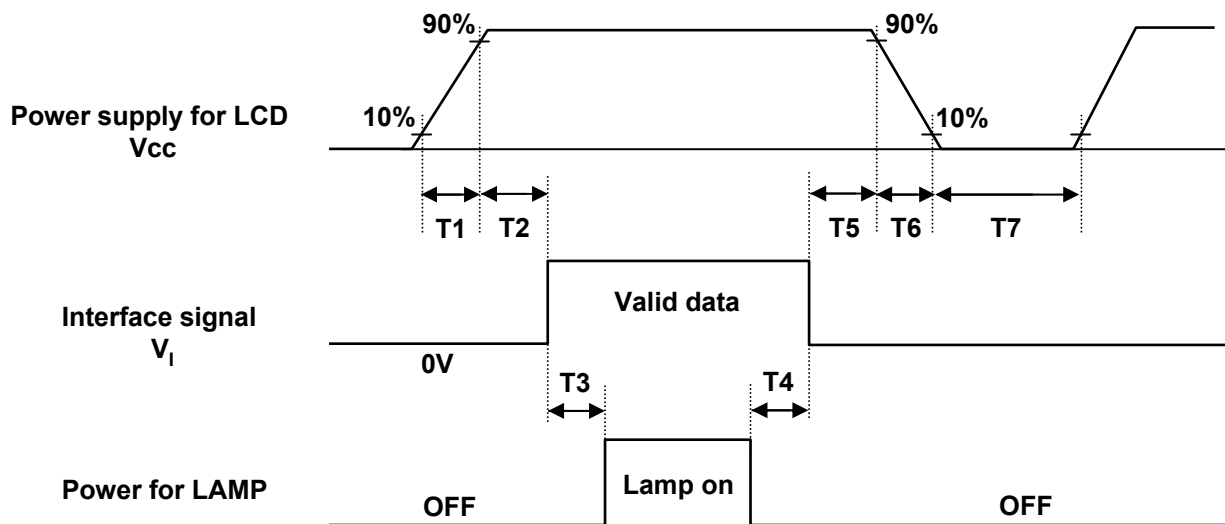 90%
90%
Power supply for LCD
Vcc
10%
10%
T1
T2
T5
T6
T7
Interface signal
V_I
Valid data
0V
T3
T4
Power for LAMP
OFF
Lamp on
OFF